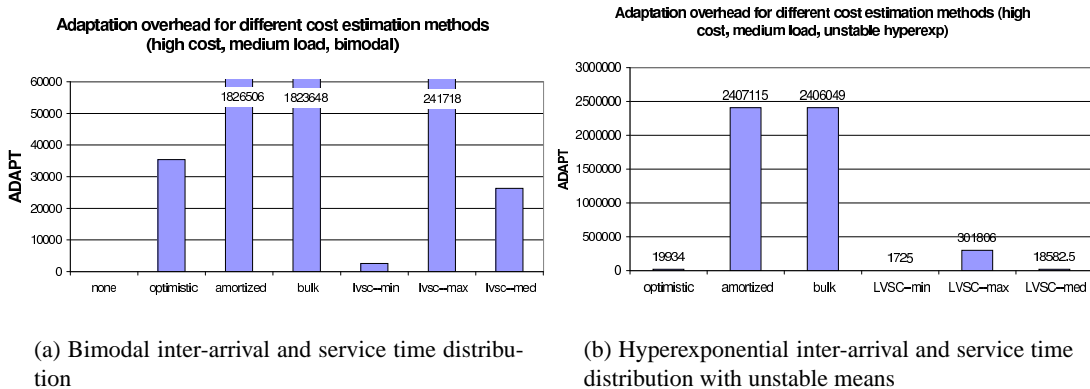 Adaptation overhead for different cost estimation methods
(high cost, medium load, bimodal)
ADAPT
60000
50000
40000
30000
20000
10000
0
1826506
1823648
241718
none optimistic amortized bulk lvsc-min lvsc-max lvsc-med
(a) Bimodal inter-arrival and service time distribu-
tion
Adaptation overhead for different cost estimation methods (high
cost, medium load, unstable hyperexp)
ADAPT
3000000
2500000
2000000
1500000
1000000
500000
0
19934
2407115
2406049
1725
301806
18582.5
optimistic amortized bulk LVSC-min LVSC-max LVSC-med
(b) Hyperexponential inter-arrival and service time
distribution with unstable means